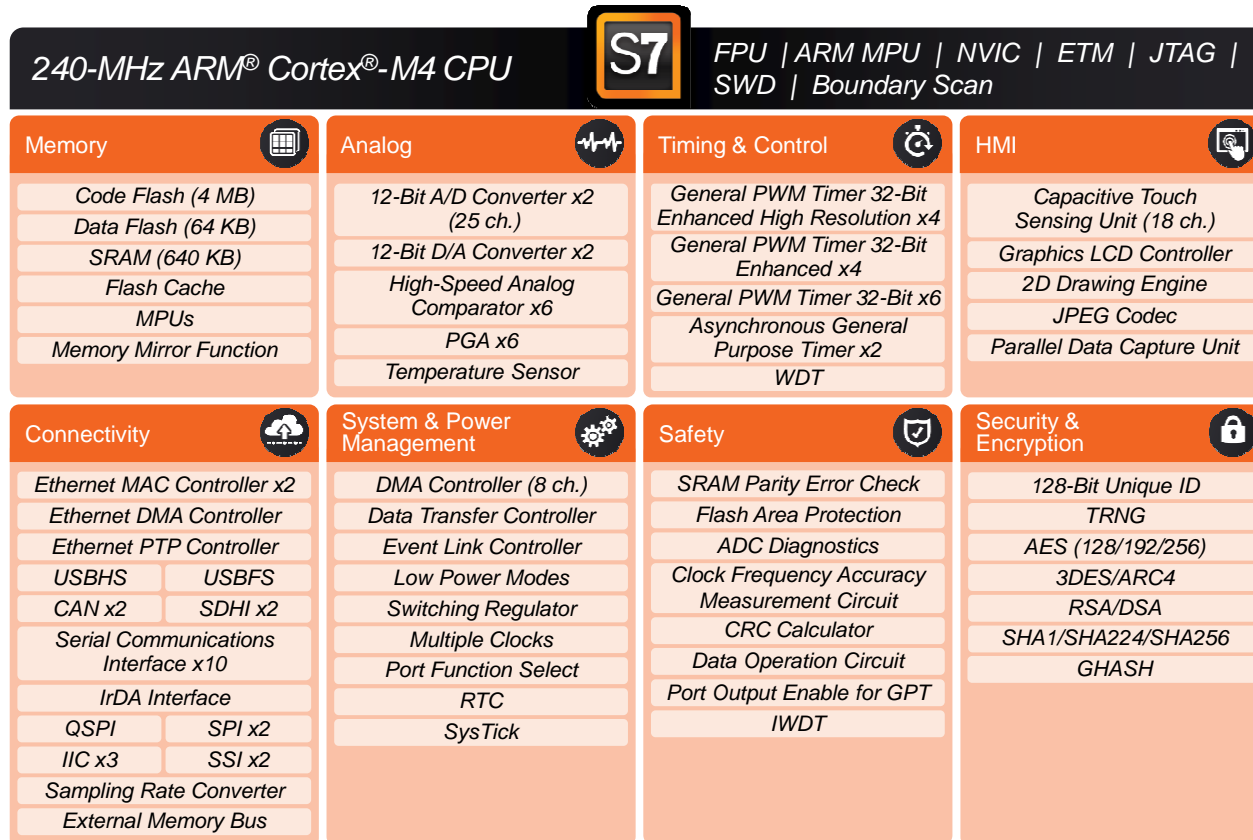 240-MHz ARM® Cortex®-M4 CPU
S7
FPU | ARM MPU | NVIC | ETM | JTAG |
SWD | Boundary Scan
Memory
Code Flash (4 MB)
Data Flash (64 KB)
SRAM (640 KB)
Flash Cache
MPUs
Memory Mirror Function
Analog
12-Bit A/D Converter x2
(25 ch.)
12-Bit D/A Converter x2
High-Speed Analog
Comparator x6
PGA x6
Temperature Sensor
Timing & Control
General PWM Timer 32-Bit
Enhanced High Resolution x4
General PWM Timer 32-Bit
Enhanced x4
General PWM Timer 32-Bit x6
Asynchronous General
Purpose Timer x2
WDT
HMI
Capacitive Touch
Sensing Unit (18 ch.)
Graphics LCD Controller
2D Drawing Engine
JPEG Codec
Parallel Data Capture Unit
Connectivity
Ethernet MAC Controller x2
Ethernet DMA Controller
Ethernet PTP Controller
USBHS USBFS
CAN x2 SDHI x2
Serial Communications
Interface x10
IrDA Interface
QSPI SPI x2
IIC x3 SSI x2
Sampling Rate Converter
External Memory Bus
System & Power
Management
DMA Controller (8 ch.)
Data Transfer Controller
Event Link Controller
Low Power Modes
Switching Regulator
Multiple Clocks
Port Function Select
RTC
SysTick
Safety
SRAM Parity Error Check
Flash Area Protection
ADC Diagnostics
Clock Frequency Accuracy
Measurement Circuit
CRC Calculator
Data Operation Circuit
Port Output Enable for GPT
IWDT
Security &
Encryption
128-Bit Unique ID
TRNG
AES (128/192/256)
3DES/ARC4
RSA/DSA
SHA1/SHA224/SHA256
GHASH